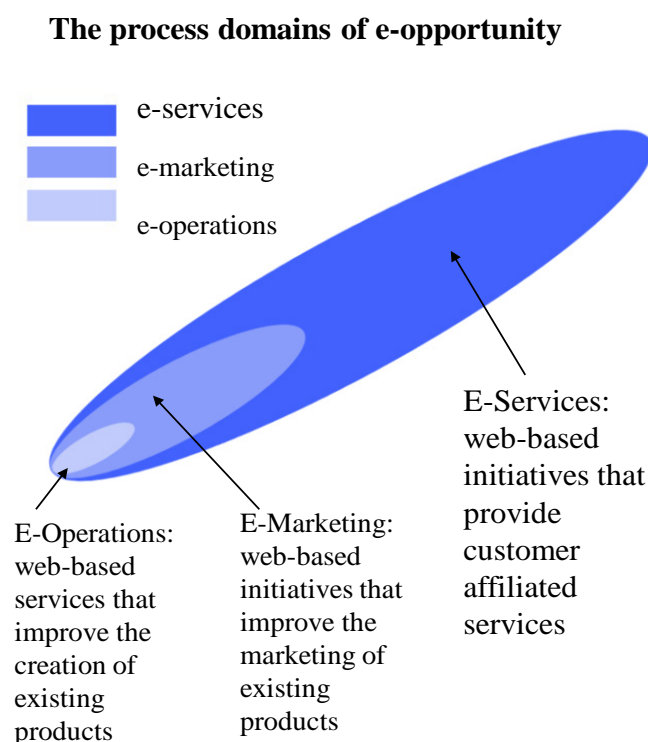 The process domains of e-opportunity
e-services
e-marketing
e-operations
E-Services:
web-based
initiatives that
provide
customer
affiliated
services
E-Marketing:
web-based
initiatives that
improve the
marketing of
existing
products
E-Operations:
web-based
services that
improve the
creation of
existing
products